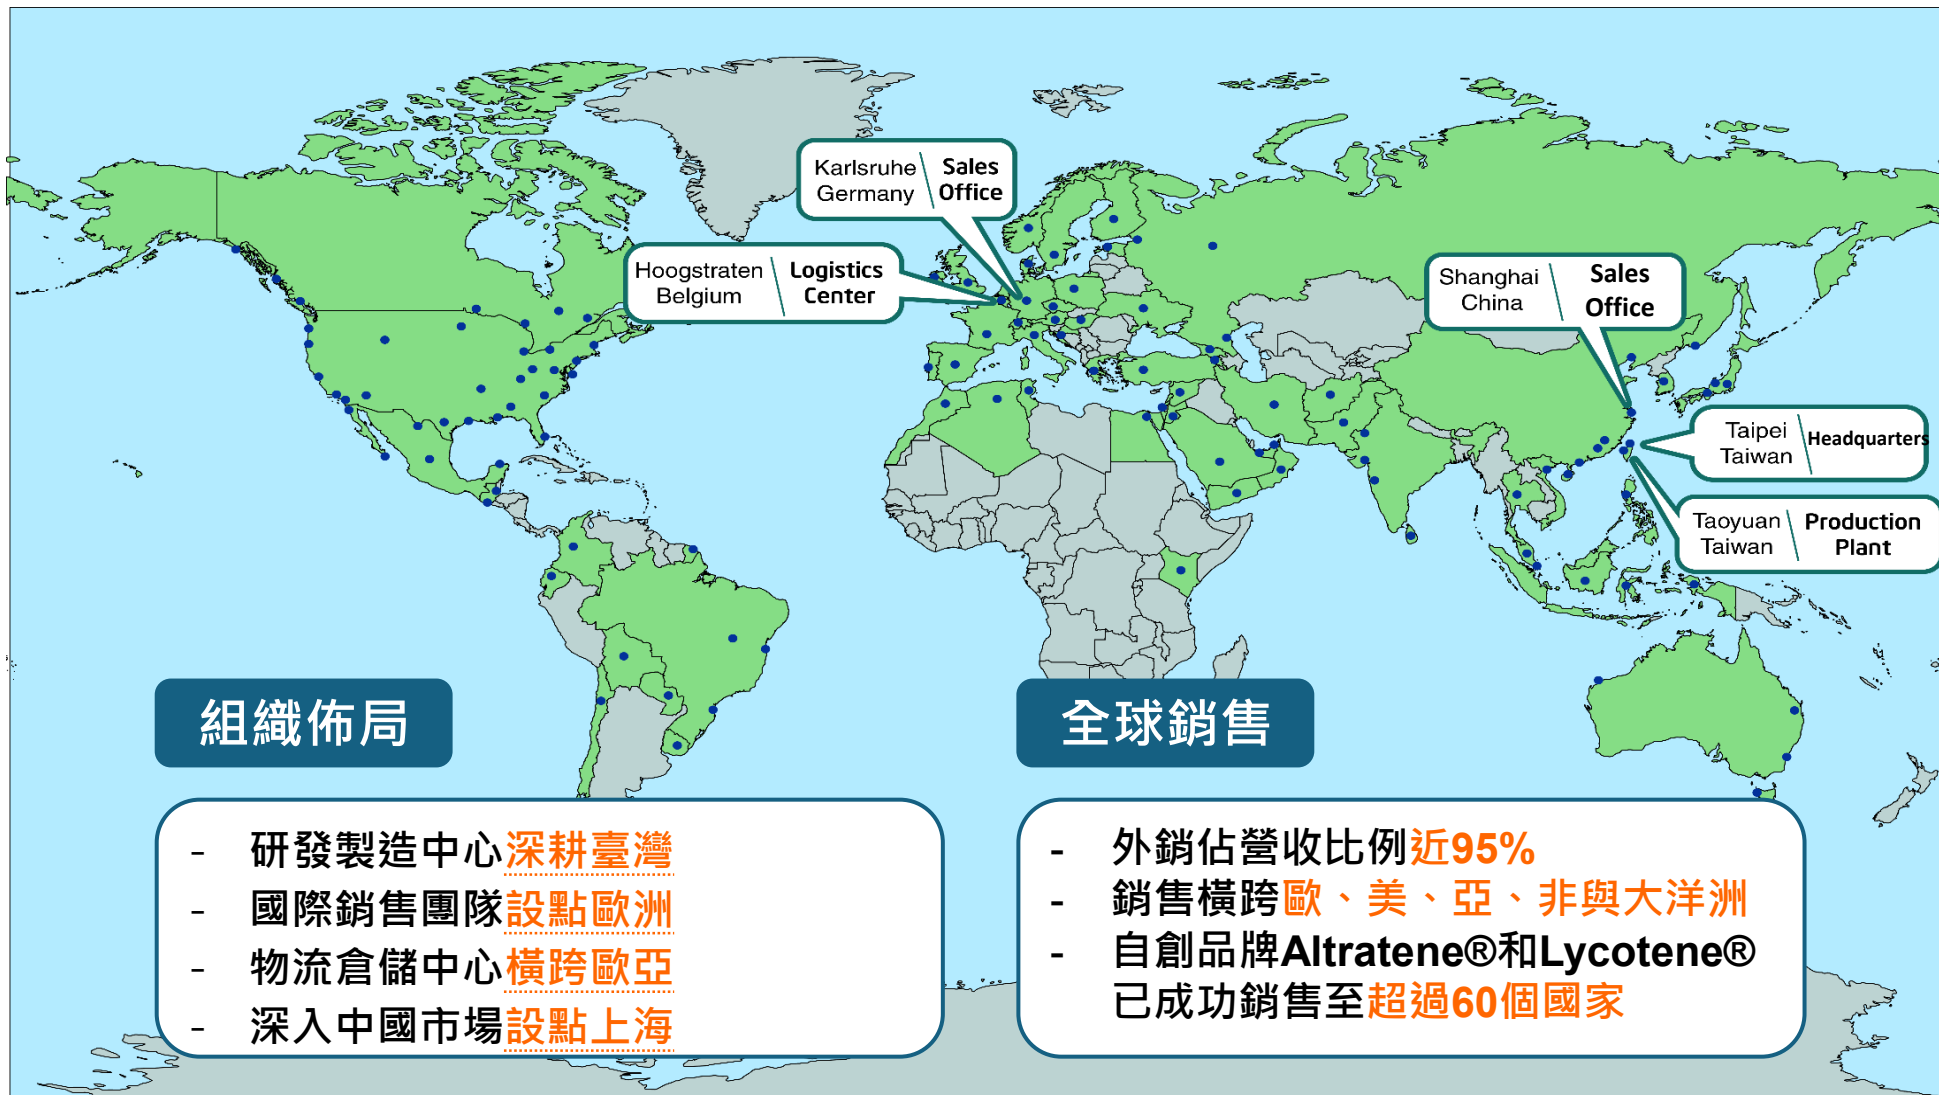 Karlsruhe
Germany
Sales
Office
Hoogstraten
Belgium
Logistics
Center
Shanghai
China
Sales
Office
Taipei
Taiwan
Headquarters
Taoyuan
Taiwan
Production
Plant
組織佈局
- 研發製造中心深耕臺灣
- 國際銷售團隊設點歐洲
- 物流倉儲中心橫跨歐亞
- 深入中國市場設點上海
全球銷售
- 外銷佔營收比例近95%
- 銷售橫跨歐、美、亞、非與大洋洲
- 自創品牌Altratene®和Lycotene®
已成功銷售至超過60個國家